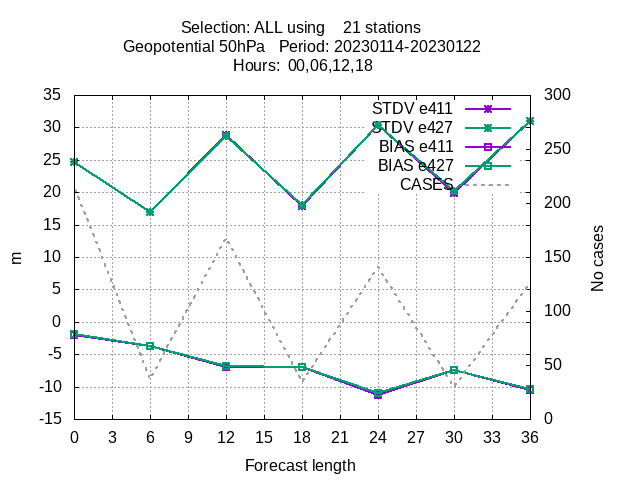 Selection: ALL using    21 stations
Geopotential 50hPa   Period: 20230114-20230122
Hours:  00,06,12,18
35
30
25
20
15
10
5
0
-5
-10
-15
m
STDV e411
STDV e427
BIAS e411
BIAS e427
CASES
300
250
200
150
100
50
0
No cases
0 3 6 9 12 15 18 21 24 27 30 33 36
Forecast length